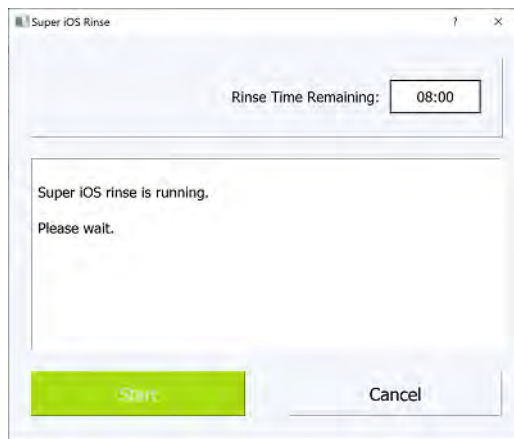 Super iOS Rinse
? ×
Rinse Time Remaining: 08:00
Super iOS rinse is running.
Please wait.
Start Cancel